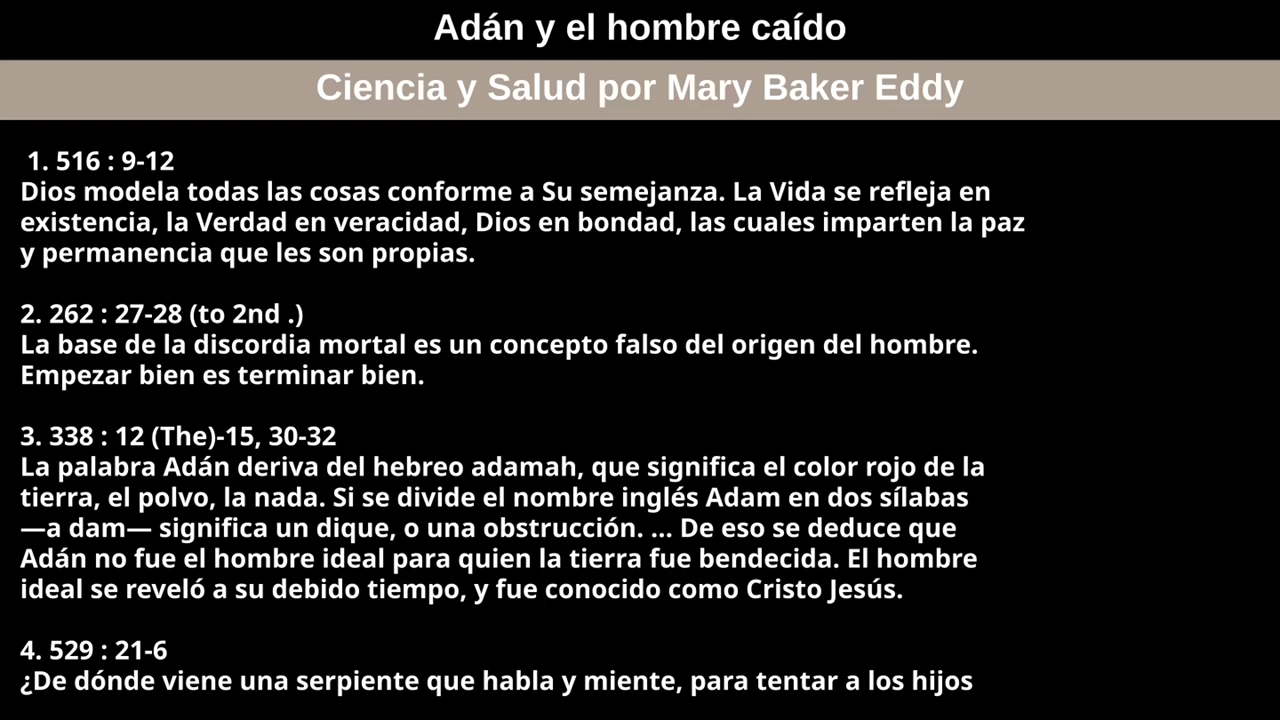 Adán y el hombre caído
Ciencia y Salud por Mary Baker Eddy
1. 516 : 9-12
Dios modela todas las cosas conforme a Su semejanza. La Vida se refleja en
existencia, la Verdad en veracidad, Dios en bondad, las cuales imparten la paz
y permanencia que les son propias.
2. 262 : 27-28 (to 2nd .)
La base de la discordia mortal es un concepto falso del origen del hombre.
Empezar bien es terminar bien.
3. 338 : 12 (The)-15, 30-32
La palabra Adán deriva del hebreo adamah, que significa el color rojo de la
tierra, el polvo, la nada. Si se divide el nombre inglés Adam en dos sílabas
—a dam— significa un dique, o una obstrucción. ... De eso se deduce que
Adán no fue el hombre ideal para quien la tierra fue bendecida. El hombre
ideal se reveló a su debido tiempo, y fue conocido como Cristo Jesús.
4. 529 : 21-6
¿De dónde viene una serpiente que habla y miente, para tentar a los hijos